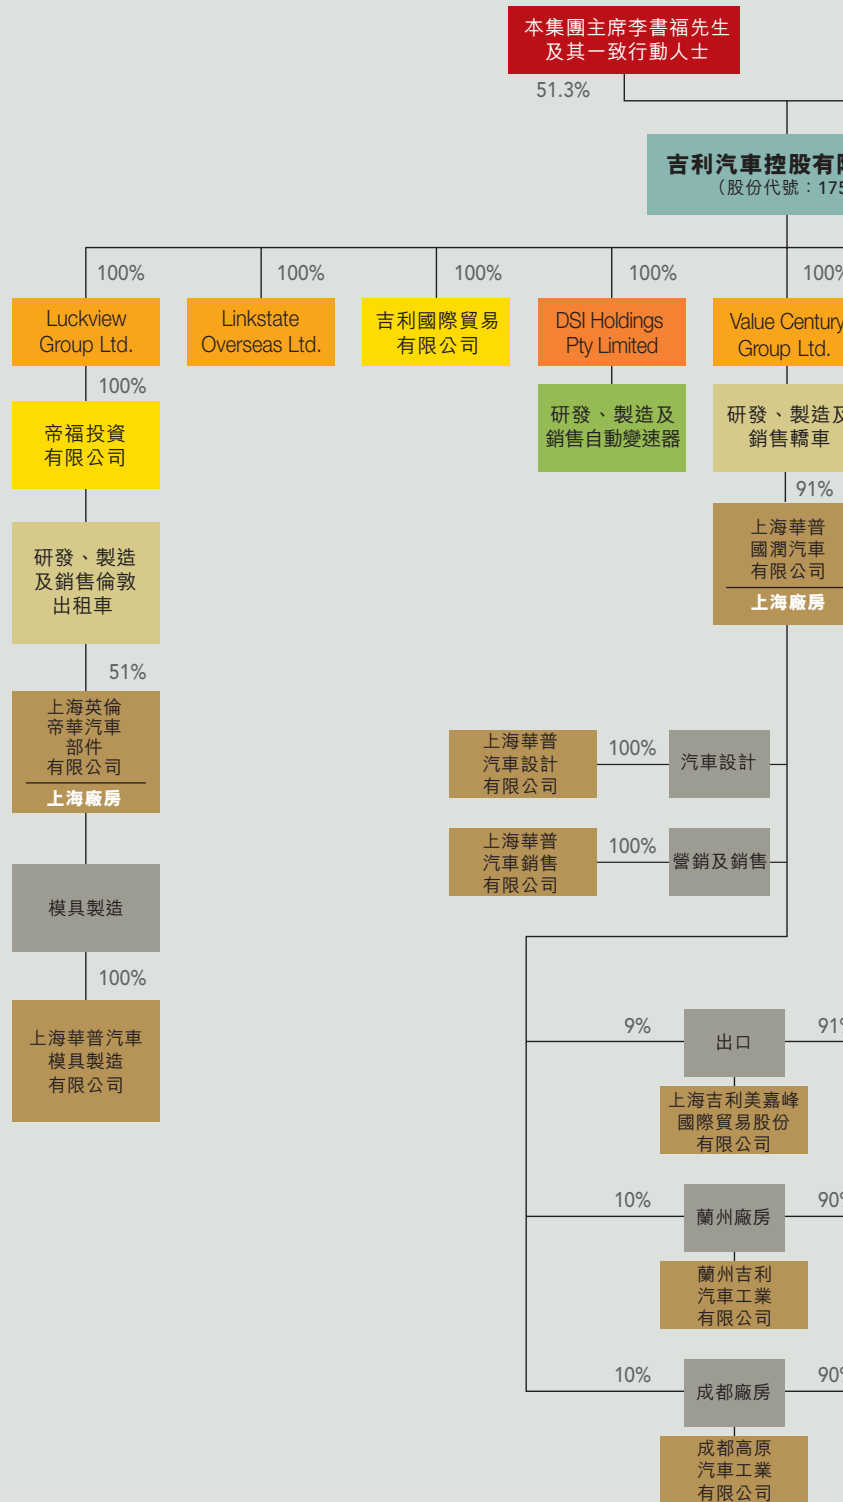 本集團主席李書福先生
及其一致行動人士
51.3%
吉利汽車控股有
（股份代號：175
100%
100%
100%
100%
100%
Luckview
Group Ltd.
Linkstate
Overseas Ltd.
吉利國際貿易
有限公司
DSI Holdings
Pty Limited
Value Century
Group Ltd.
100%
帝福投資
有限公司
研發、製造及
銷售自動變速器
研發、製造及
銷售轎車
91%
上海華普
國潤汽車
有限公司
上海廠房
研發、製造
及銷售倫敦
出租車
51%
上海英倫
帝華汽車
部件
有限公司
上海廠房
上海華普
汽車設計
有限公司
100%
汽車設計
上海華普
汽車銷售
有限公司
100%
營銷及銷售
模具製造
100%
上海華普汽車
模具製造
有限公司
9%
出口
91%
上海吉利美嘉峰
國際貿易股份
有限公司
10%
蘭州廠房
90%
蘭州吉利
汽車工業
有限公司
10%
成都廠房
90%
成都高原
汽車工業
有限公司